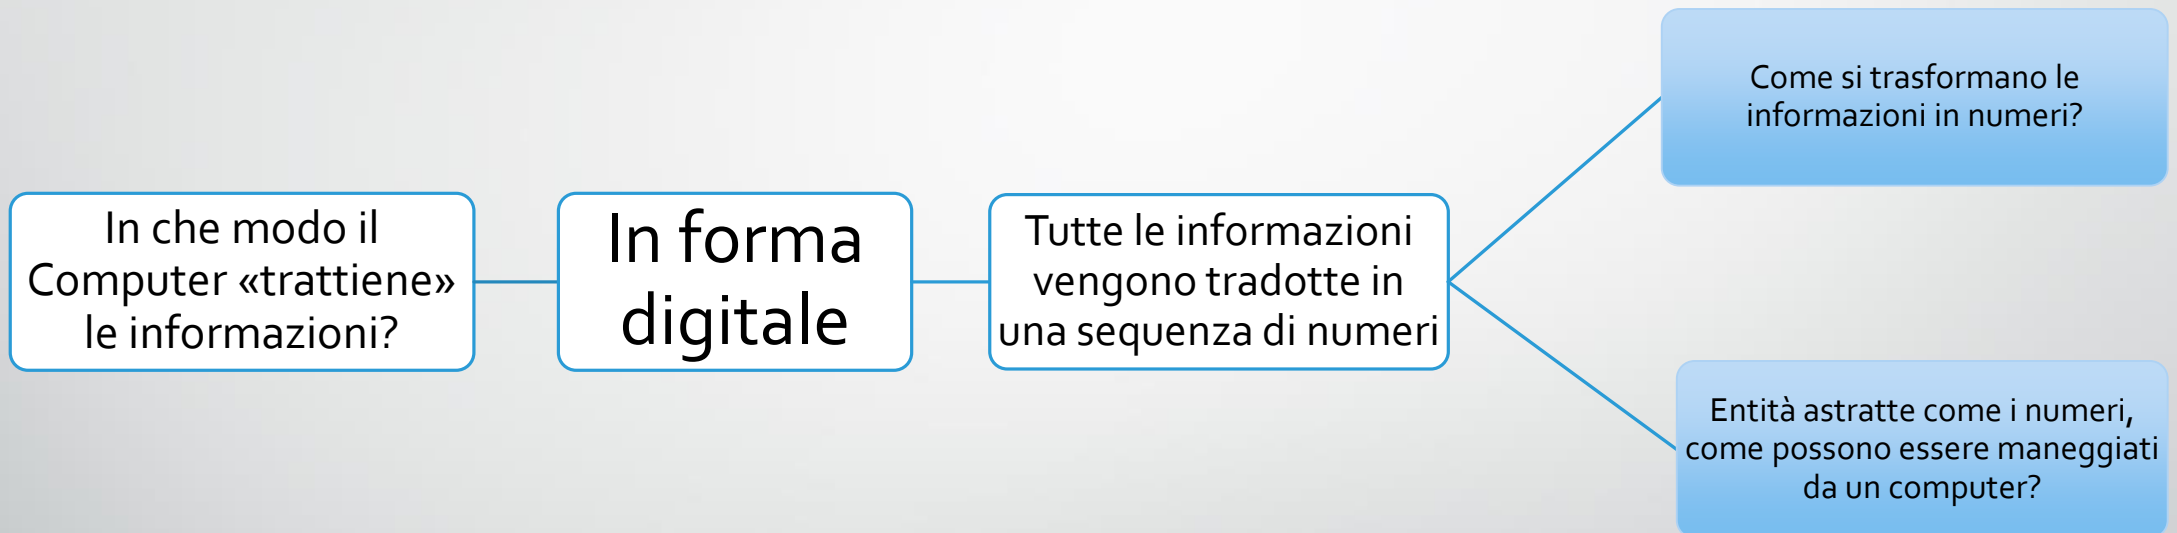 In che modo il
Computer «trattiene»
le informazioni?
In forma
digitale
Tutte le informazioni
vengono tradotte in
una sequenza di numeri
Come si trasformano le
informazioni in numeri?
Entità astratte come i numeri,
come possono essere maneggiati
da un computer?